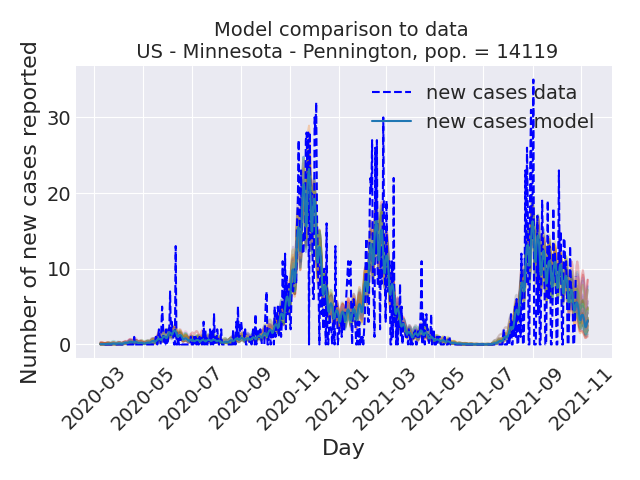 Model comparison to data
US - Minnesota - Pennington, pop. = 14119
Number of new cases reported
30
20
10
0
new cases data
new cases model
2020-03
2020-05
2020-07
2020-09
2020-11
2021-01
2021-03
2021-05
2021-07
2021-09
2021-11
Day